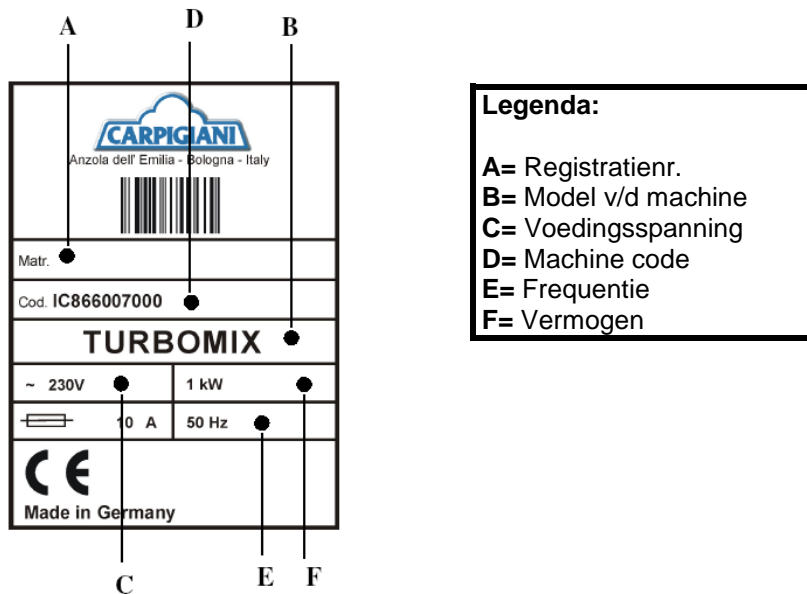 A
D
B
CARPIGIANI
Anzola dell' Emilia - Bologna - Italy
Matr.
Cod. IC866007000
TURBOMIX
~ 230V
1 kW
10 A
50 Hz
CE
Made in Germany
C
E
F
Legenda:
A= Registratienr.
B= Model v/d machine
C= Voedingsspanning
D= Machine code
E= Frequentie
F= Vermogen